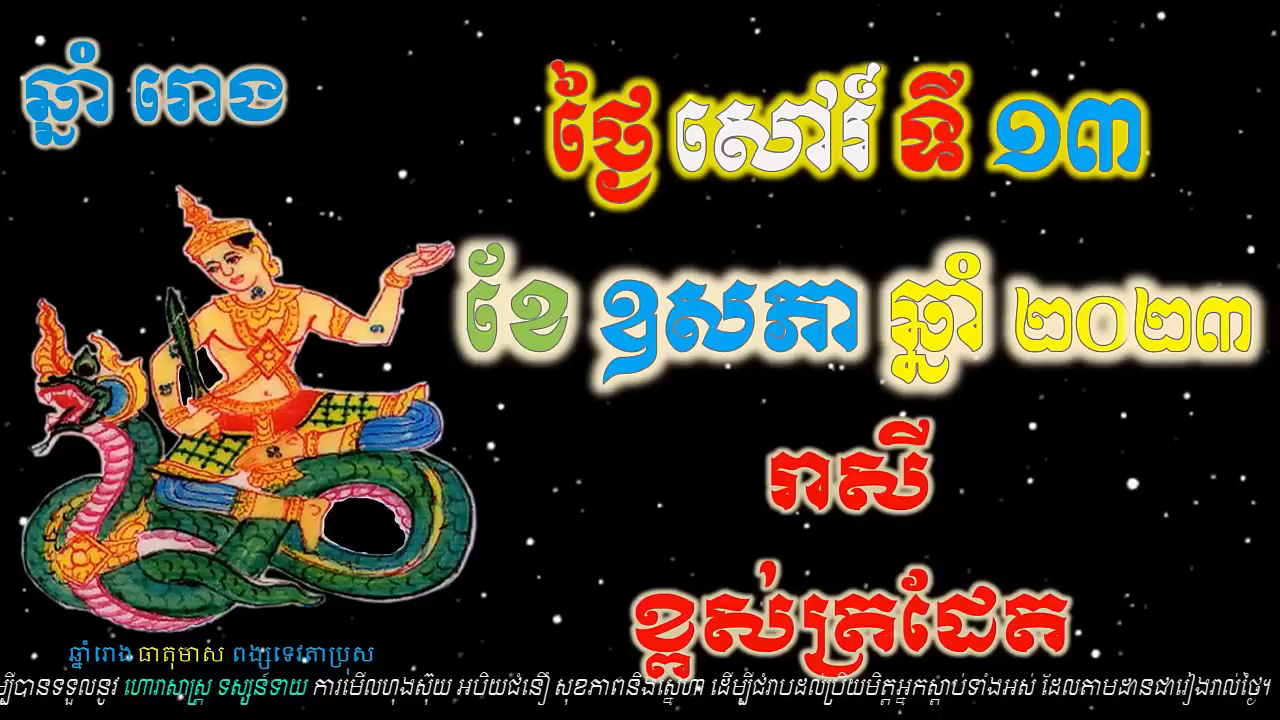 ឆ្នាំ រោង
ថ្ងៃ សៅរ៍ ទី ១៣
ខែ ឧសភា ឆ្នាំ ២០២៣
រាសី
ខ្ពស់ត្រដែត
ឆ្នាំរោង ធាតុមាស ពង្សទេវតាប្រុស
ម្បីបានទទួលនូវ ហោរាសាស្ត្រ ទស្សន៍ទាយ ការមើលហុងស៊ុយ អបិយជំនឿ សុខភាពនិងស្នេហា ដើម្បីជំរាបដល់ប្រិយមិត្តអ្នកស្តាប់ទាំងអស់ ដែលតាមដានជារៀងរាល់ថ្ងៃ។